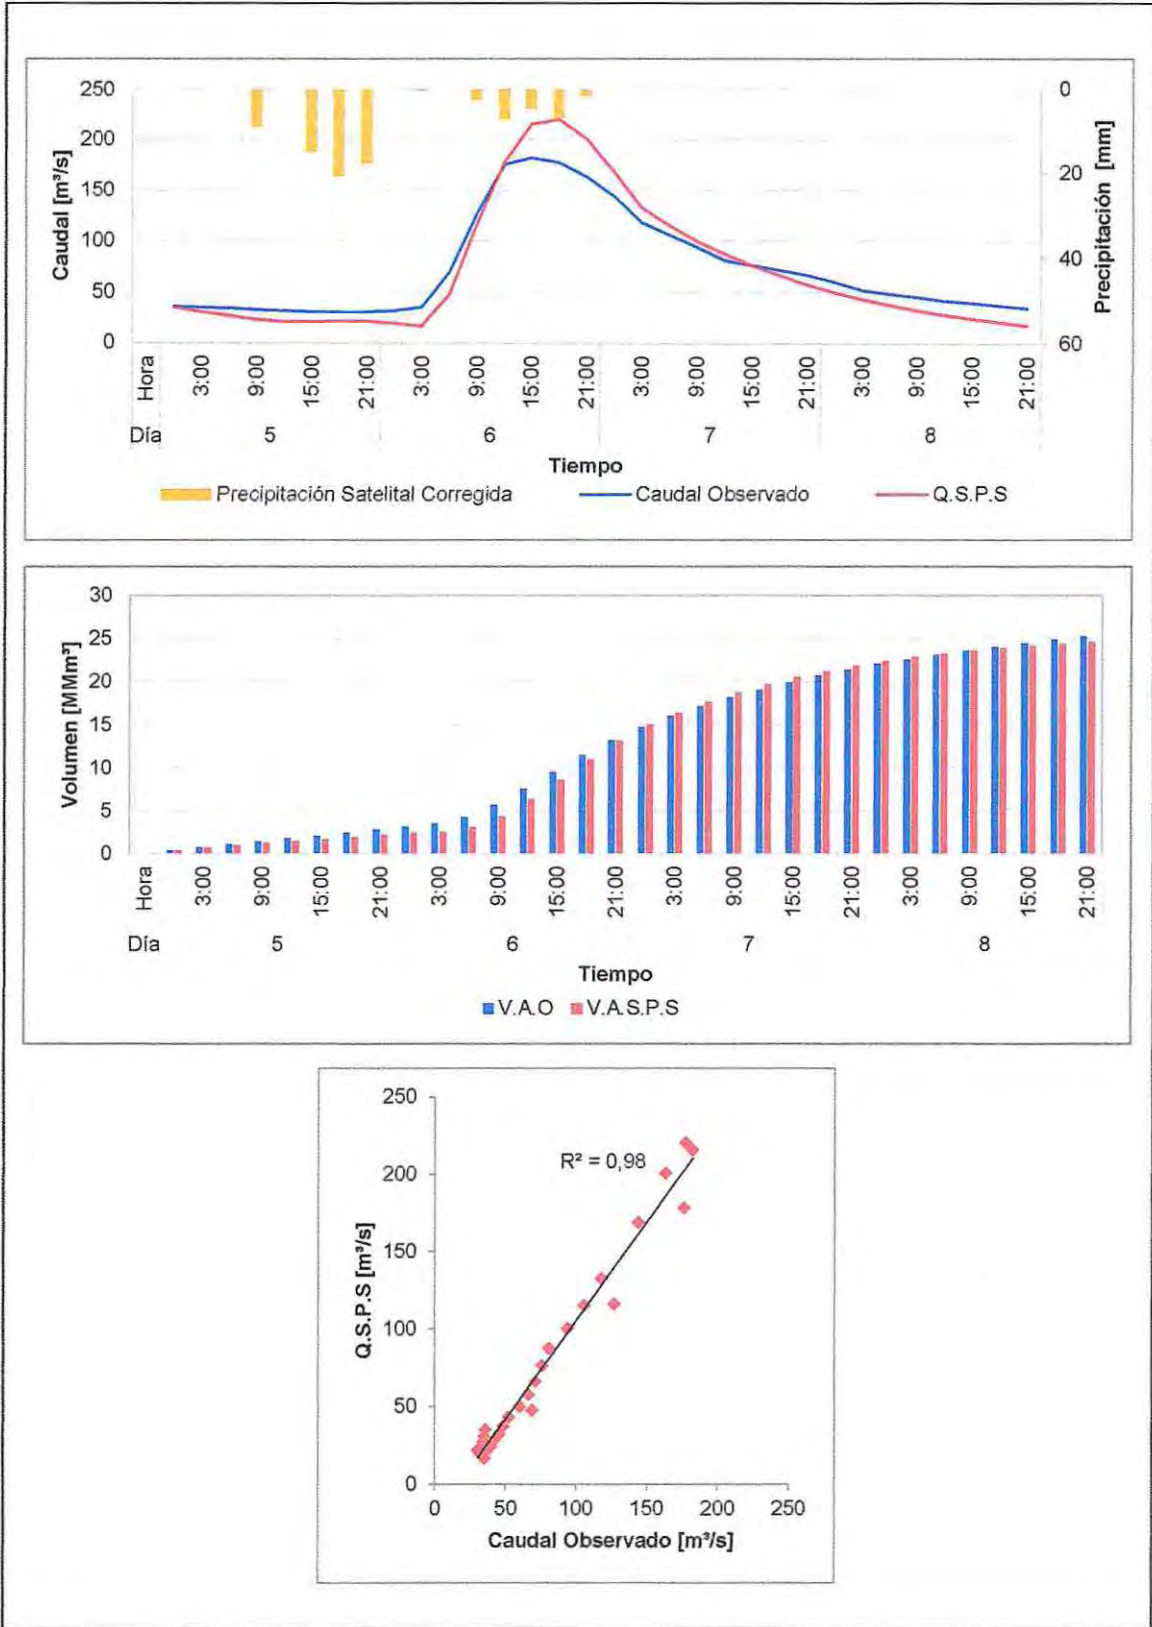 250
200
150
100
50
0
Caudal [m³/s]
0
20
40
60
Precipitación [mm]
Hora 3:00 9:00 15:00 21:00 3:00 9:00 15:00 21:00 3:00 9:00 15:00 21:00 3:00 9:00 15:00 21:00
Día 5 6 7 8
Tiempo
Precipitación Satelital Corregida Caudal Observado Q.S.P.S
30
25
20
15
10
5
0
Volumen [MMm³]
Hora 3:00 9:00 15:00 21:00 3:00 9:00 15:00 21:00 3:00 9:00 15:00 21:00 3:00 9:00 15:00 21:00
Día 5 6 7 8
Tiempo
V.A.O V.A.S.P.S
250
200
150
100
50
0
Q.S.P.S [m³/s]
R² = 0,98
0 50 100 150 200 250
Caudal Observado [m³/s]